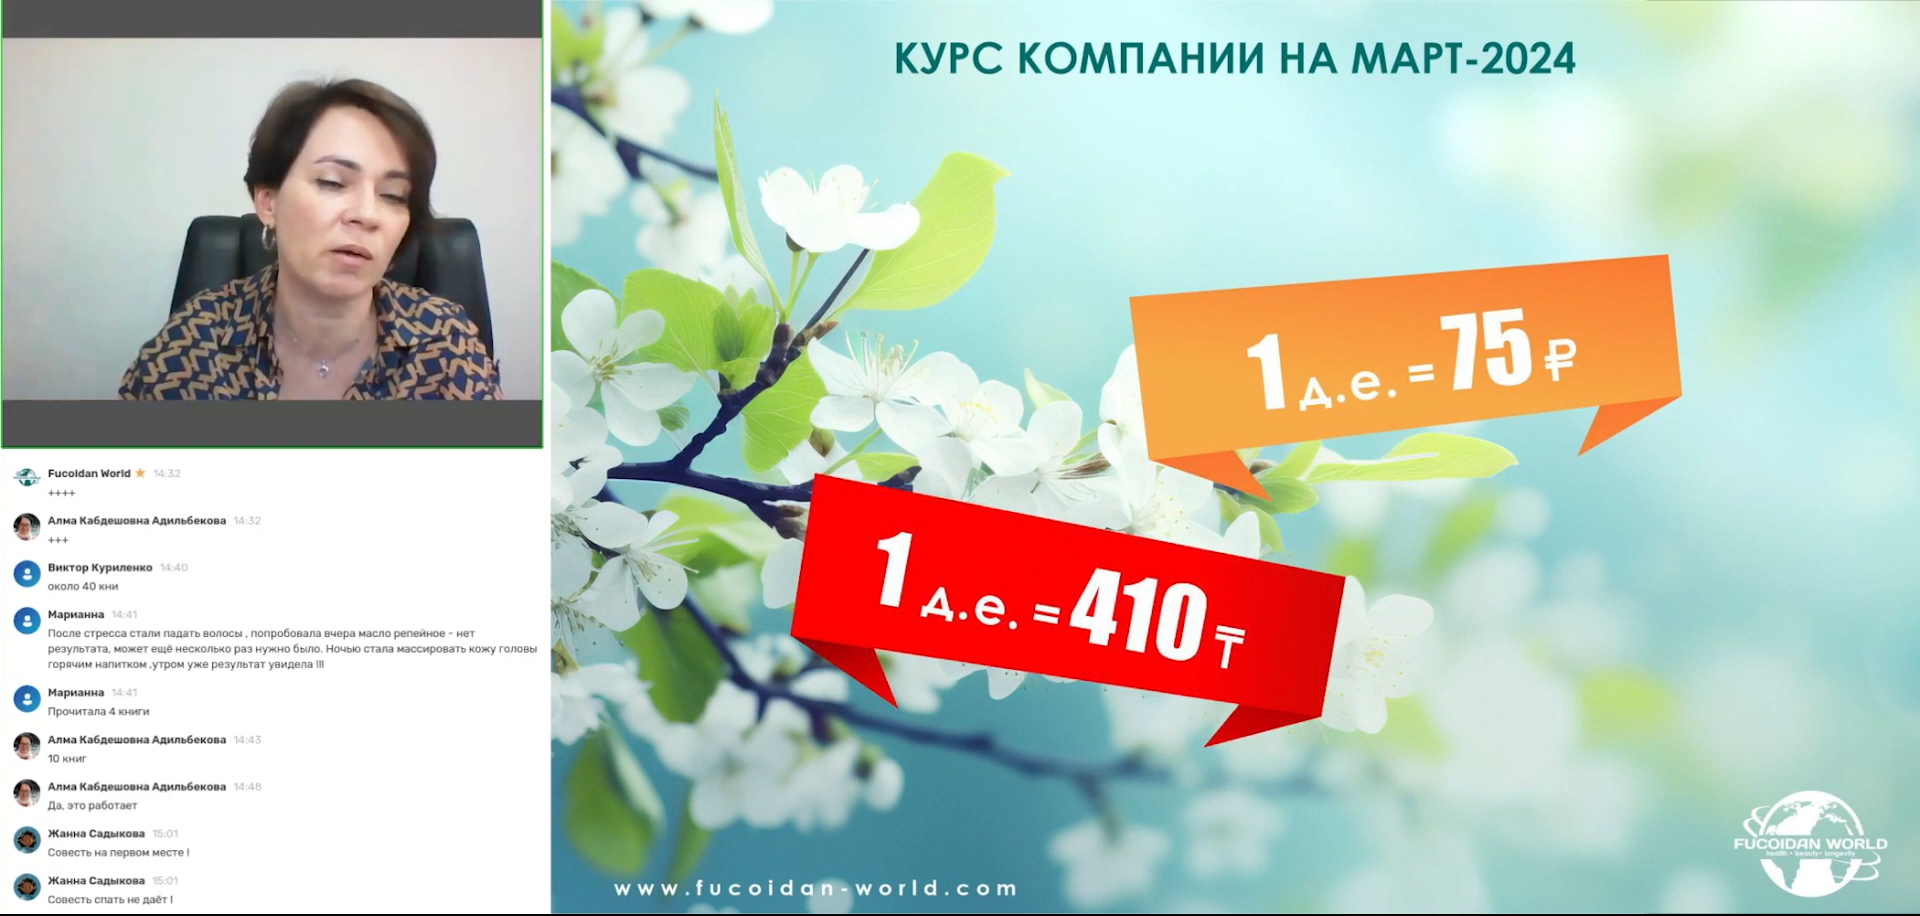 КУРС КОМПАНИИ НА МАРТ-2024
1 д.е. = 75 ₽
1 д.е. = 410 ₸
www.fucoidan-world.com
FUCOIDAN WORLD
health • beauty • longevity
Fucoidan World 14:32
++++
Алма Кабдешовна Адильбекова 14:32
+++
Виктор Куриленко 14:40
около 40 кни
Марианна 14:41
После стресса стали падать волосы , попробовала вчера масло репейное - нет
результата, может ещё несколько раз нужно было. Ночью стала массировать кожу головы
горячим напитком ,утром уже результат увидела !!!
Марианна 14:41
Прочитала 4 книги
Алма Кабдешовна Адильбекова 14:43
10 книг
Алма Кабдешовна Адильбекова 14:48
Да, это работает
Жанна Садыкова 15:01
Совесть на первом месте !
Жанна Садыкова 15:01
Совесть спать не даёт !